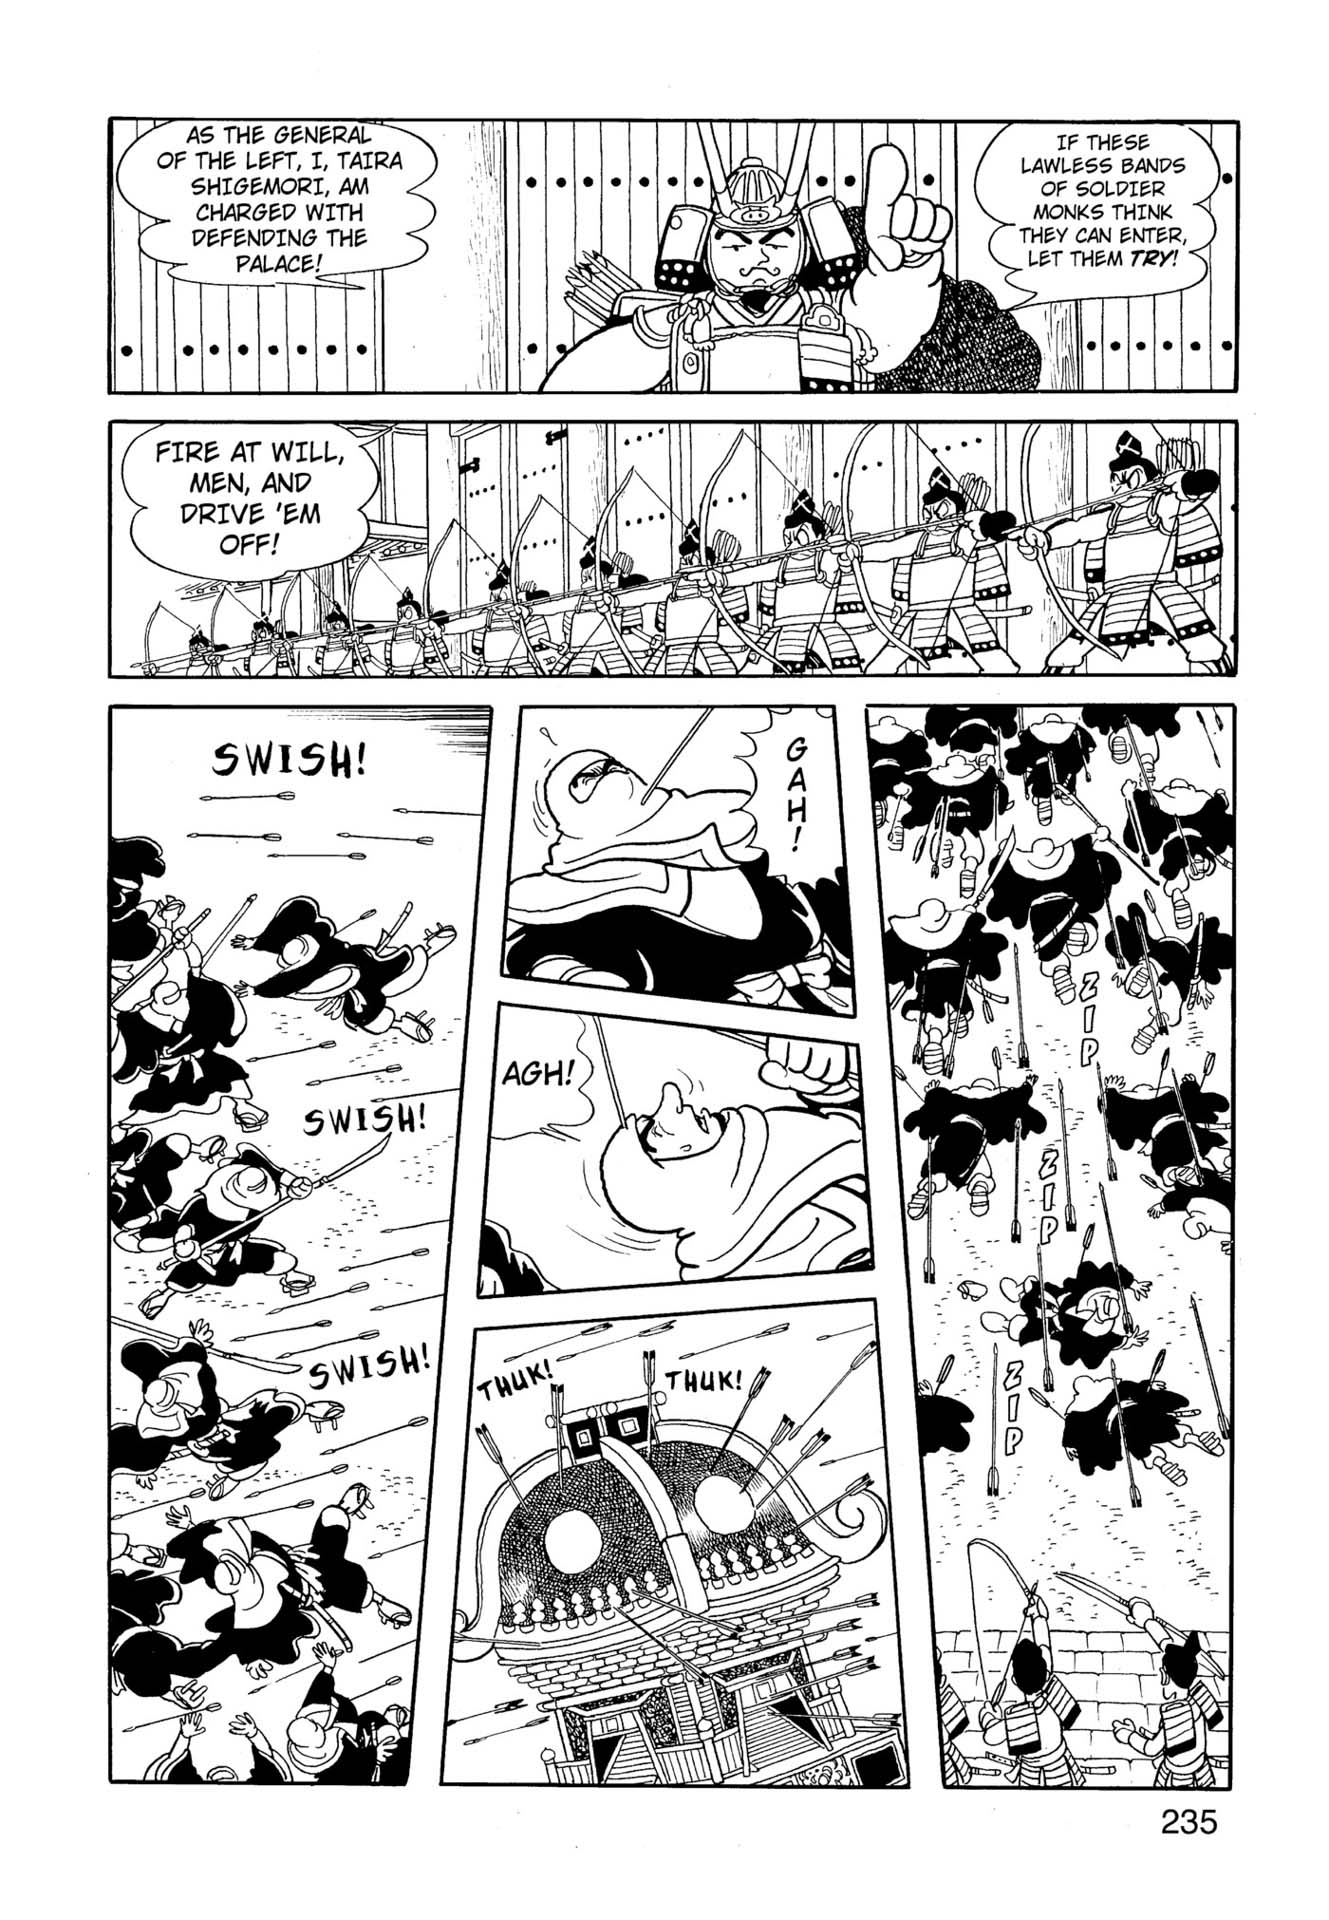 AS THE GENERAL
OF THE LEFT, I, TAIRA
SHIGEMORI, AM
CHARGED WITH
DEFENDING THE
PALACE!
IF THESE
LAWLESS BANDS
OF SOLDIER
MONKS THINK
THEY CAN ENTER,
LET THEM TRY!
FIRE AT WILL,
MEN, AND
DRIVE 'EM
OFF!
SWISH!
SWISH!
SWISH!
GAH!
AGH!
THUK!
THUK!
ZIP
ZIP
ZIP
235